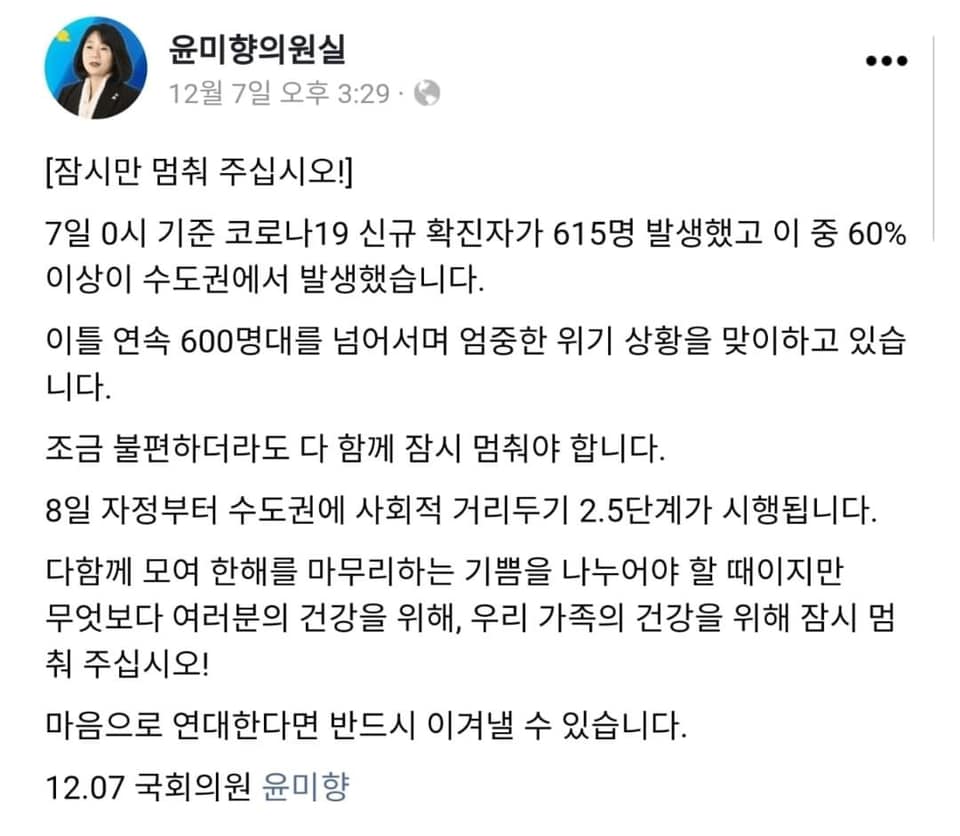 윤미향의원실
12월 7일 오후 3:29 ·
[잠시만 멈춰 주십시오!]
7일 0시 기준 코로나19 신규 확진자가 615명 발생했고 이 중 60%
이상이 수도권에서 발생했습니다.
이틀 연속 600명대를 넘어서며 엄중한 위기 상황을 맞이하고 있습
니다.
조금 불편하더라도 다 함께 잠시 멈춰야 합니다.
8일 자정부터 수도권에 사회적 거리두기 2.5단계가 시행됩니다.
다함께 모여 한해를 마무리하는 기쁨을 나누어야 할 때이지만
무엇보다 여러분의 건강을 위해, 우리 가족의 건강을 위해 잠시 멈
춰 주십시오!
마음으로 연대한다면 반드시 이겨낼 수 있습니다.
12.07 국회의원 윤미향